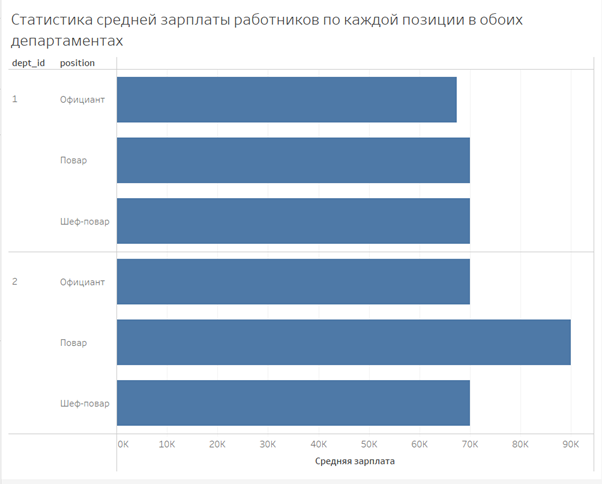 Статистика средней зарплаты работников по каждой позиции в обоих
департаментах
dept_id position
1 Официант
Повар
Шеф-повар
2 Официант
Повар
Шеф-повар
0K 10K 20K 30K 40K 50K 60K 70K 80K 90K
Средняя зарплата